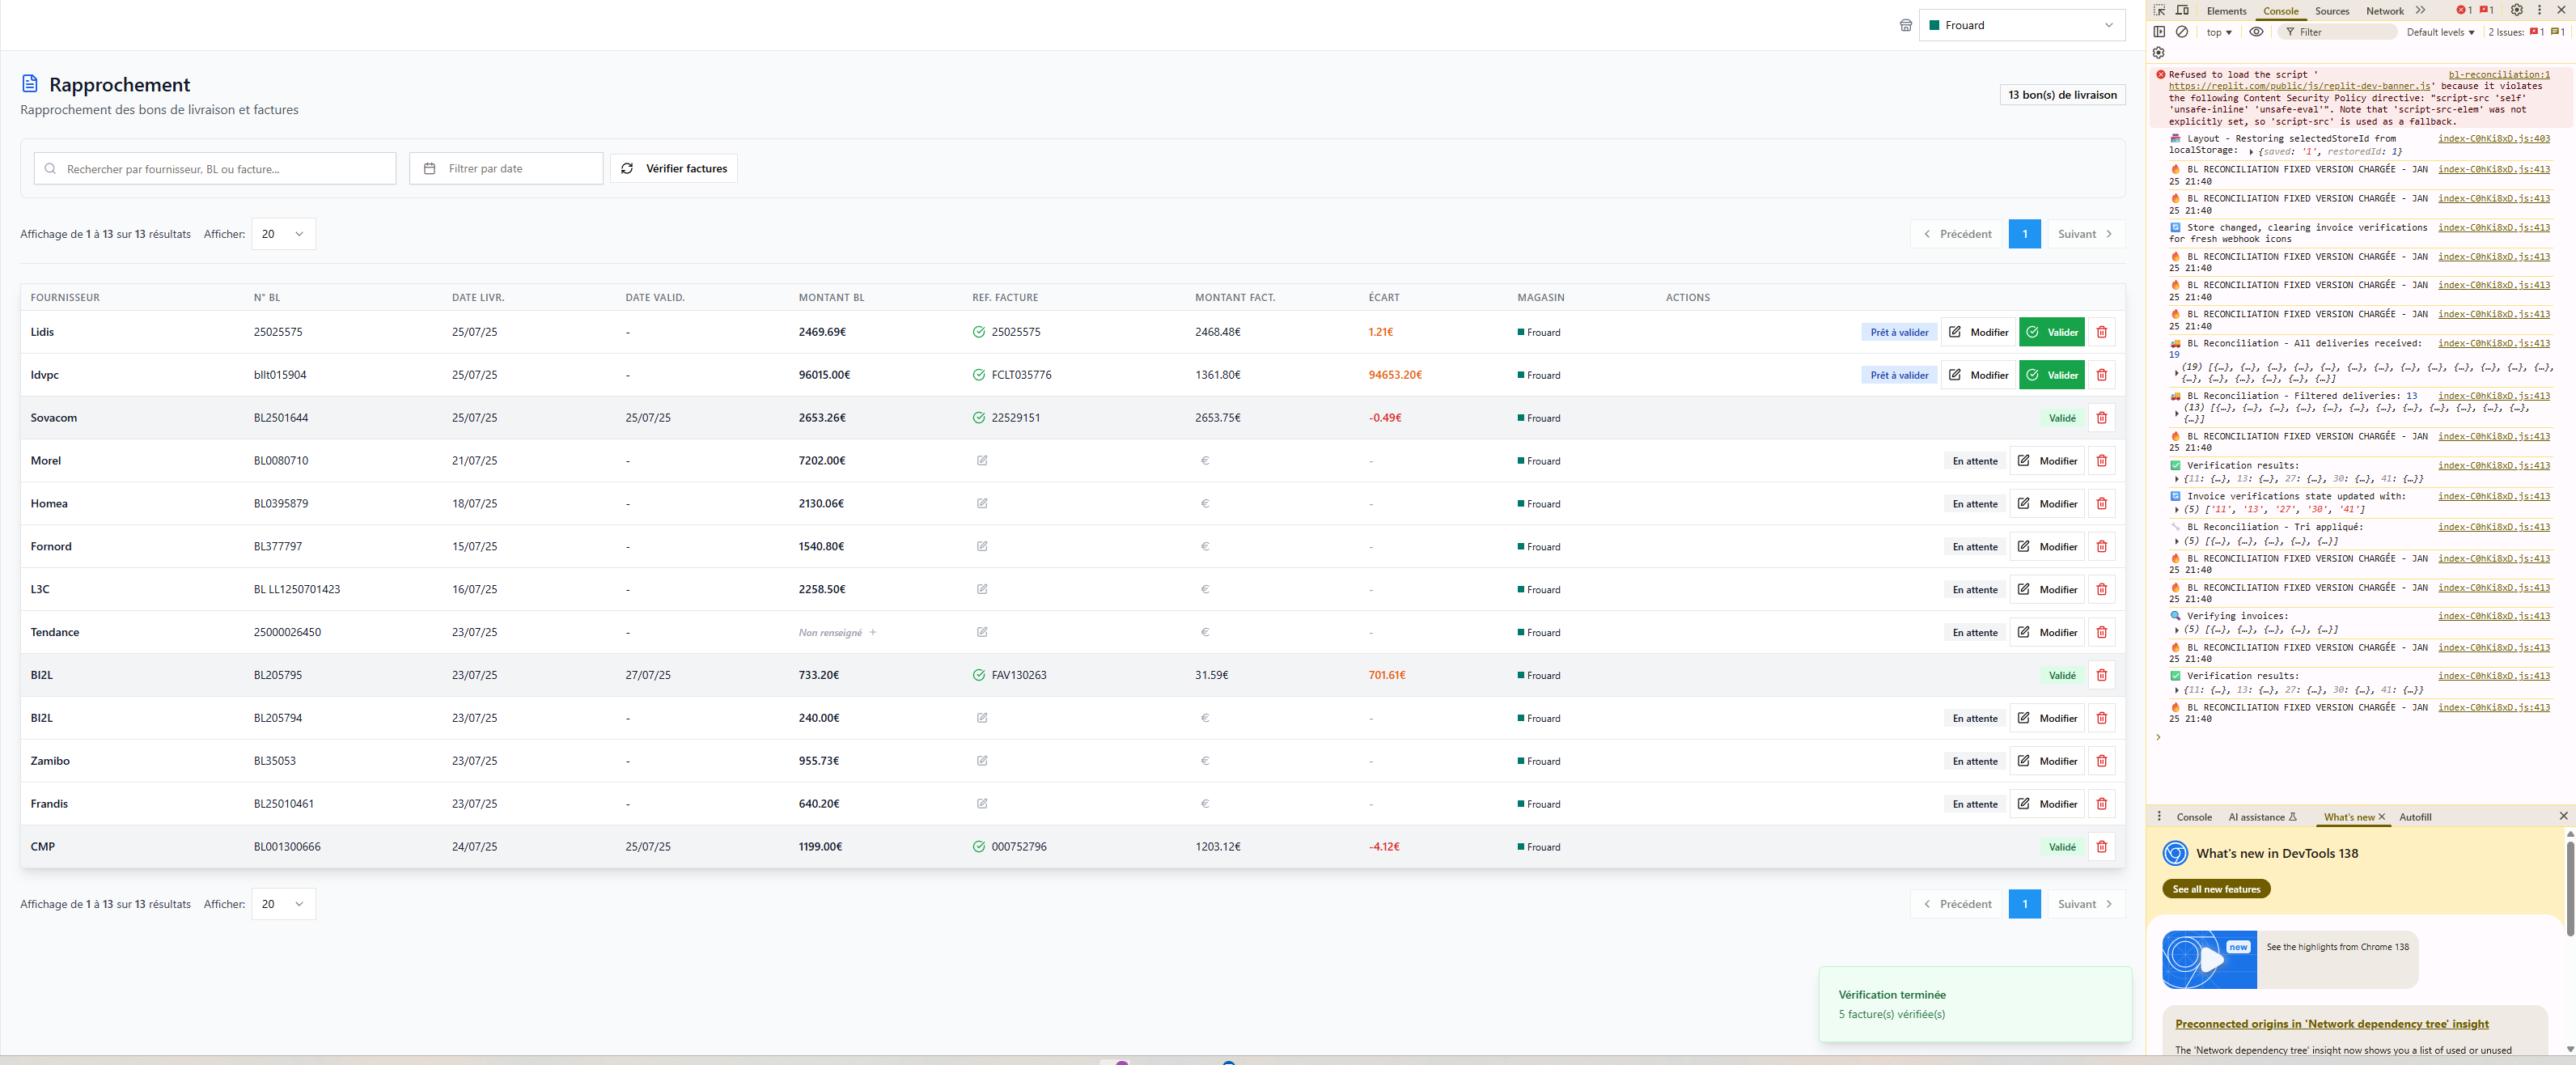 Frouard
Rapprochement
Rapprochement des bons de livraison et factures
13 bon(s) de livraison
Rechercher par fournisseur, BL ou facture...
Filtrer par date
Vérifier factures
Affichage de 1 à 13 sur 13 résultats Afficher: 20
Précédent 1 Suivant
FOURNISSEUR N° BL DATE LIVR. DATE VALID. MONTANT BL REF. FACTURE MONTANT FACT. ÉCART MAGASIN ACTIONS
Lidis 25025575 25/07/25 - 2469.69€ 25025575 2468.48€ 1.21€ Frouard Prêt à valider Modifier Valider
ldvpc bllt015904 25/07/25 - 96015.00€ FCLT035776 1361.80€ 94653.20€ Frouard Prêt à valider Modifier Valider
Sovacom BL2501644 25/07/25 25/07/25 2653.26€ 22529151 2653.75€ -0.49€ Frouard Validé
Morel BL0080710 21/07/25 - 7202.00€ € - Frouard En attente Modifier
Homea BL0395879 18/07/25 - 2130.06€ € - Frouard En attente Modifier
Fornord BL377797 15/07/25 - 1540.80€ € - Frouard En attente Modifier
L3C BL LL1250701423 16/07/25 - 2258.50€ € - Frouard En attente Modifier
Tendance 25000026450 23/07/25 - Non renseigné + € - Frouard En attente Modifier
BI2L BL205795 23/07/25 27/07/25 733.20€ FAV130263 31.59€ 701.61€ Frouard Validé
BI2L BL205794 23/07/25 - 240.00€ € - Frouard En attente Modifier
Zamibo BL35053 23/07/25 - 955.73€ € - Frouard En attente Modifier
Frandis BL25010461 23/07/25 - 640.20€ € - Frouard En attente Modifier
CMP BL001300666 24/07/25 25/07/25 1199.00€ 000752796 1203.12€ -4.12€ Frouard Validé
Affichage de 1 à 13 sur 13 résultats Afficher: 20
Précédent 1 Suivant
Vérification terminée
5 facture(s) vérifiée(s)
Elements Console Sources Network 1 1
top Filter Default levels 2 Issues: 1 1
Refused to load the script ' bl-reconciliation:1
https://replit.com/public/js/replit-dev-banner.js' because it violates
the following Content Security Policy directive: "script-src 'self'
'unsafe-inline' 'unsafe-eval'". Note that 'script-src-elem' was not
explicitly set, so 'script-src' is used as a fallback.
Layout - Restoring selectedStoreId from index-C0hKi8xD.js:403
localStorage: {saved: '1', restoredId: 1}
BL RECONCILIATION FIXED VERSION CHARGÉE - JAN index-C0hKi8xD.js:413
25 21:40
BL RECONCILIATION FIXED VERSION CHARGÉE - JAN index-C0hKi8xD.js:413
25 21:40
Store changed, clearing invoice verifications index-C0hKi8xD.js:413
for fresh webhook icons
BL RECONCILIATION FIXED VERSION CHARGÉE - JAN index-C0hKi8xD.js:413
25 21:40
BL RECONCILIATION FIXED VERSION CHARGÉE - JAN index-C0hKi8xD.js:413
25 21:40
BL RECONCILIATION FIXED VERSION CHARGÉE - JAN index-C0hKi8xD.js:413
25 21:40
BL Reconciliation - All deliveries received: index-C0hKi8xD.js:413
19
(19) [{…}, {…}, {…}, {…}, {…}, {…}, {…}, {…}, {…}, {…}, {…}, {…}, {…},
{…}, {…}, {…}, {…}, {…}, {…}]
BL Reconciliation - Filtered deliveries: 13 index-C0hKi8xD.js:413
(13) [{…}, {…}, {…}, {…}, {…}, {…}, {…}, {…}, {…}, {…}, {…}, {…},
{…}]
BL RECONCILIATION FIXED VERSION CHARGÉE - JAN index-C0hKi8xD.js:413
25 21:40
Verification results: index-C0hKi8xD.js:413
{11: {…}, 13: {…}, 27: {…}, 30: {…}, 41: {…}}
Invoice verifications state updated with: index-C0hKi8xD.js:413
(5) ['11', '13', '27', '30', '41']
BL Reconciliation - Tri appliqué: index-C0hKi8xD.js:413
(5) [{…}, {…}, {…}, {…}, {…}]
BL RECONCILIATION FIXED VERSION CHARGÉE - JAN index-C0hKi8xD.js:413
25 21:40
BL RECONCILIATION FIXED VERSION CHARGÉE - JAN index-C0hKi8xD.js:413
25 21:40
Verifying invoices: index-C0hKi8xD.js:413
(5) [{…}, {…}, {…}, {…}, {…}]
BL RECONCILIATION FIXED VERSION CHARGÉE - JAN index-C0hKi8xD.js:413
25 21:40
Verification results: index-C0hKi8xD.js:413
{11: {…}, 13: {…}, 27: {…}, 30: {…}, 41: {…}}
BL RECONCILIATION FIXED VERSION CHARGÉE - JAN index-C0hKi8xD.js:413
25 21:40
Console AI assistance What's new Autofill
What's new in DevTools 138
See all new features
new
See the highlights from Chrome 138
Preconnected origins in 'Network dependency tree' insight
The 'Network dependency tree' insight now shows you a list of used or unused